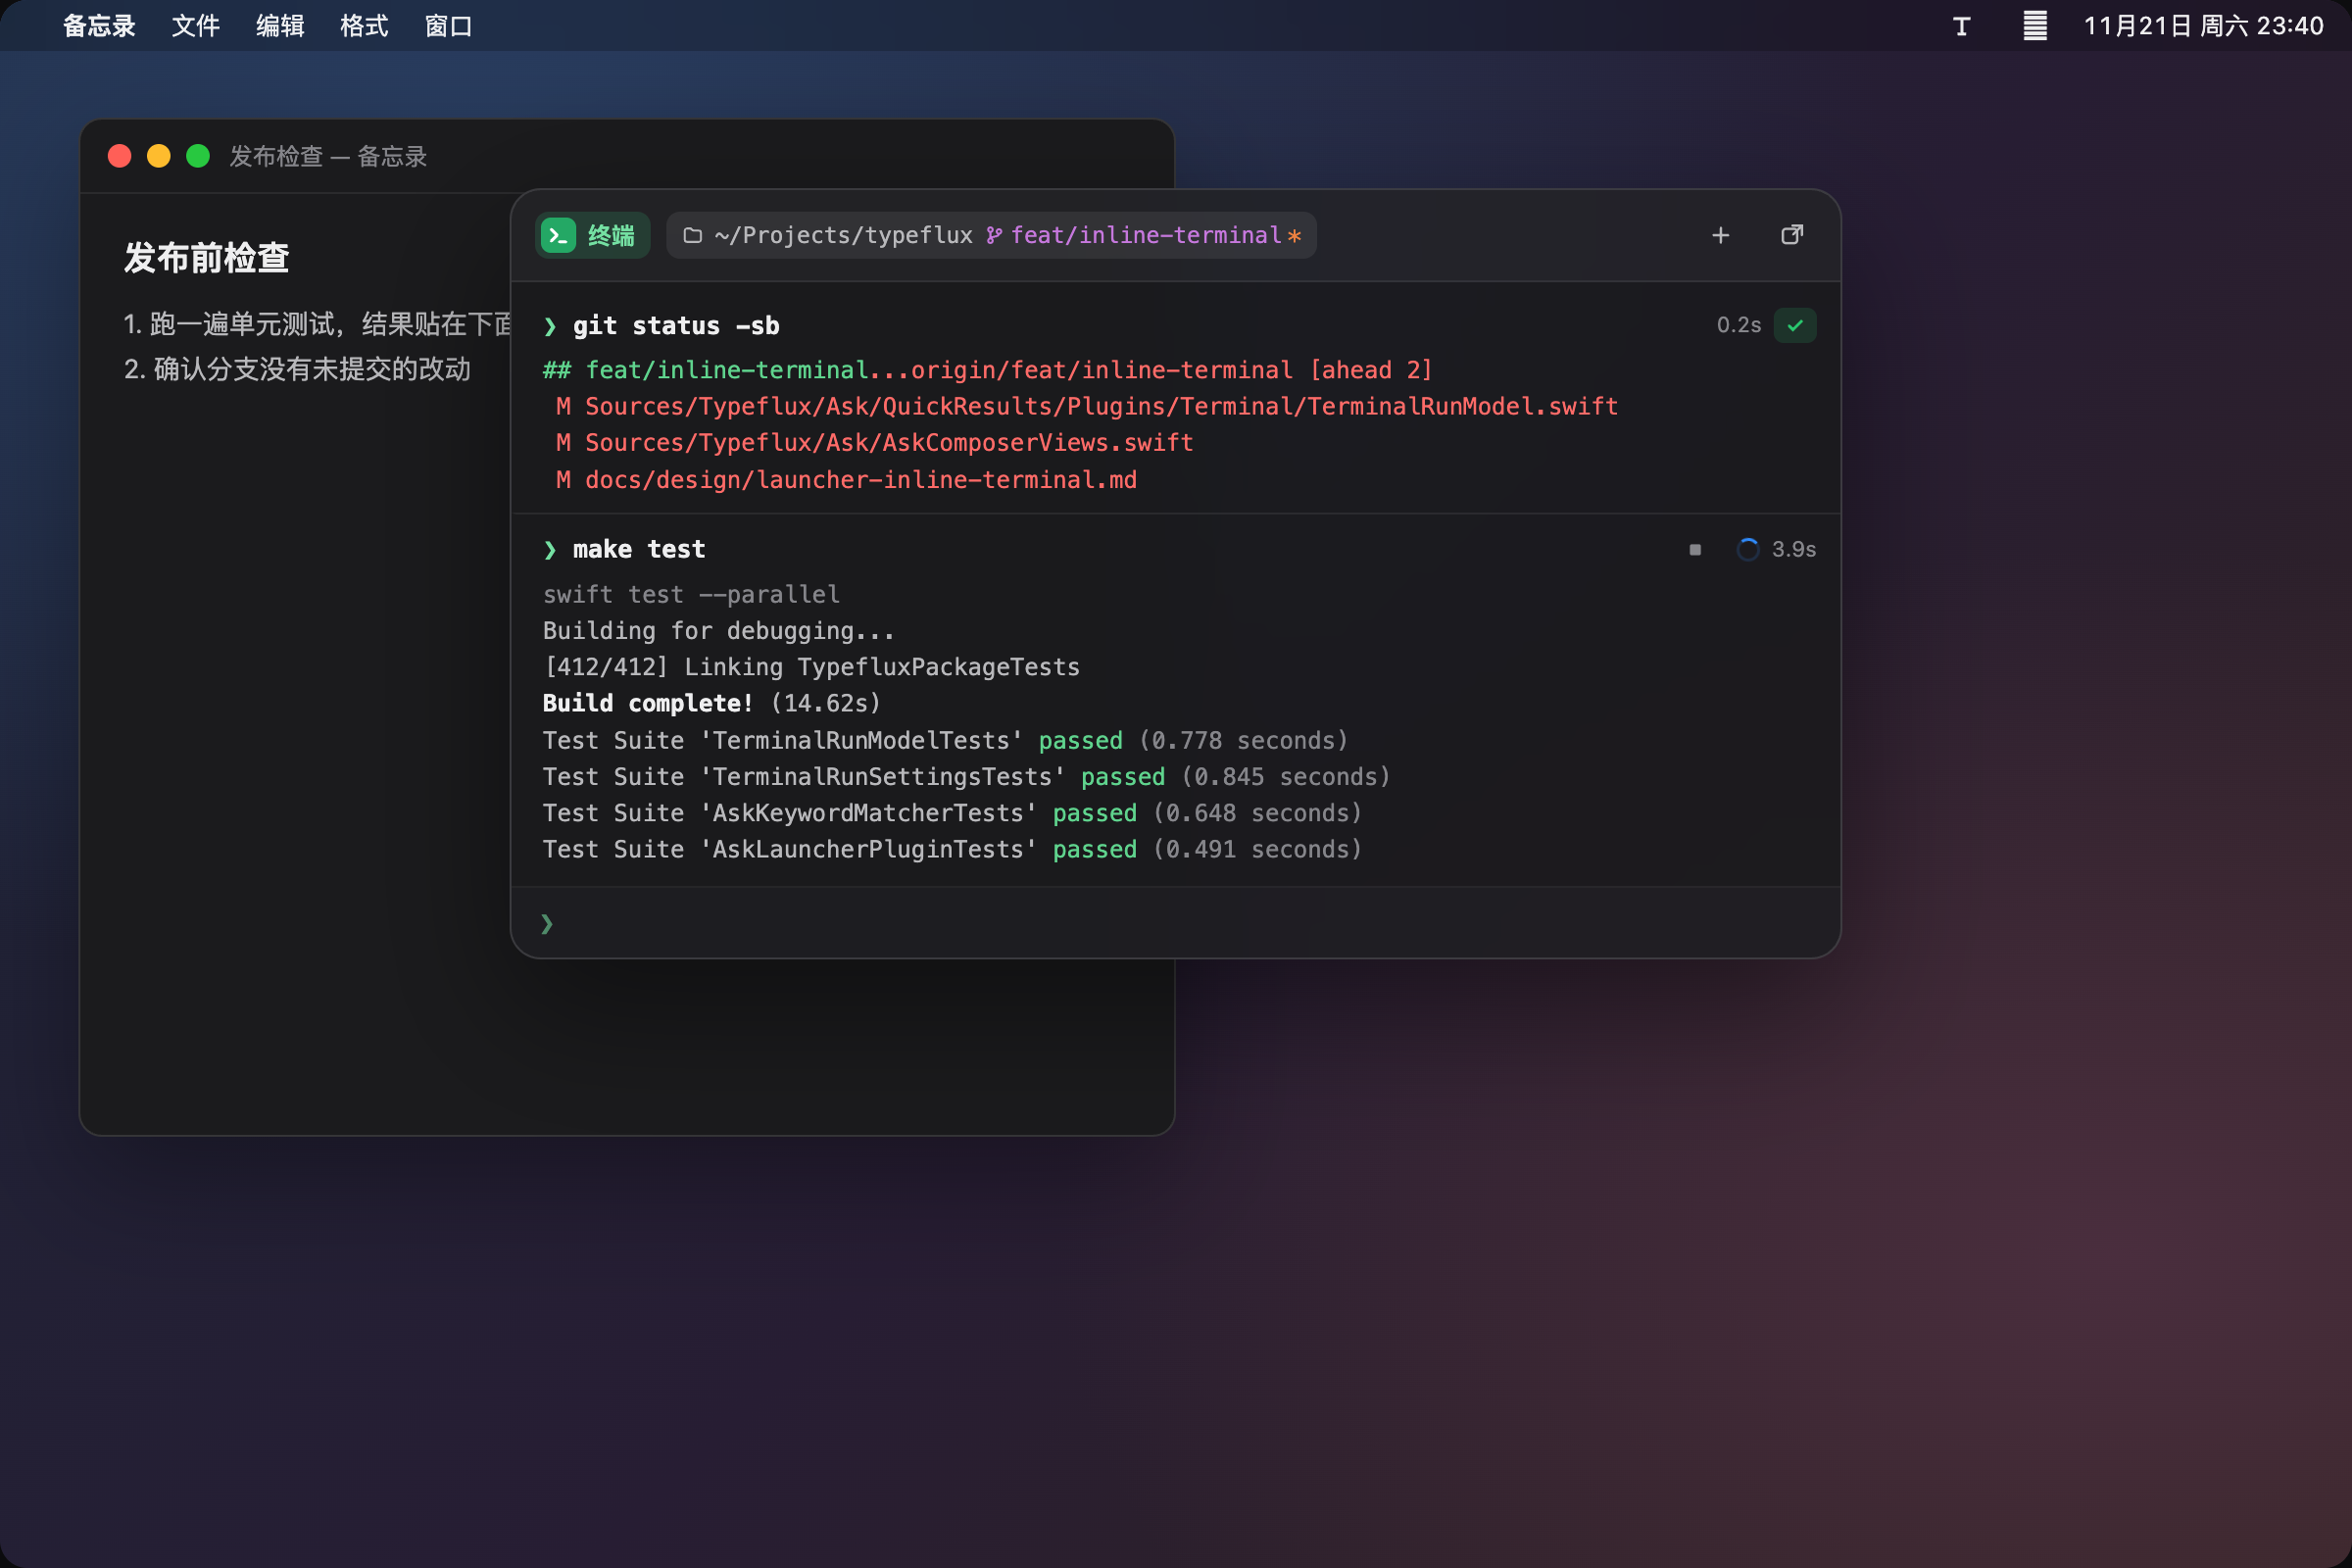 备忘录 文件 编辑 格式 窗口 11月21日 周六 23:40
发布检查 — 备忘录
发布前检查
1. 跑一遍单元测试，结果贴在下面
2. 确认分支没有未提交的改动
终端 ~/Projects/typeflux feat/inline-terminal*
❯ git status -sb 0.2s
## feat/inline-terminal...origin/feat/inline-terminal [ahead 2]
M Sources/Typeflux/Ask/QuickResults/Plugins/Terminal/TerminalRunModel.swift
M Sources/Typeflux/Ask/AskComposerViews.swift
M docs/design/launcher-inline-terminal.md
❯ make test 3.9s
swift test --parallel
Building for debugging...
[412/412] Linking TypefluxPackageTests
Build complete! (14.62s)
Test Suite 'TerminalRunModelTests' passed (0.778 seconds)
Test Suite 'TerminalRunSettingsTests' passed (0.845 seconds)
Test Suite 'AskKeywordMatcherTests' passed (0.648 seconds)
Test Suite 'AskLauncherPluginTests' passed (0.491 seconds)
❯